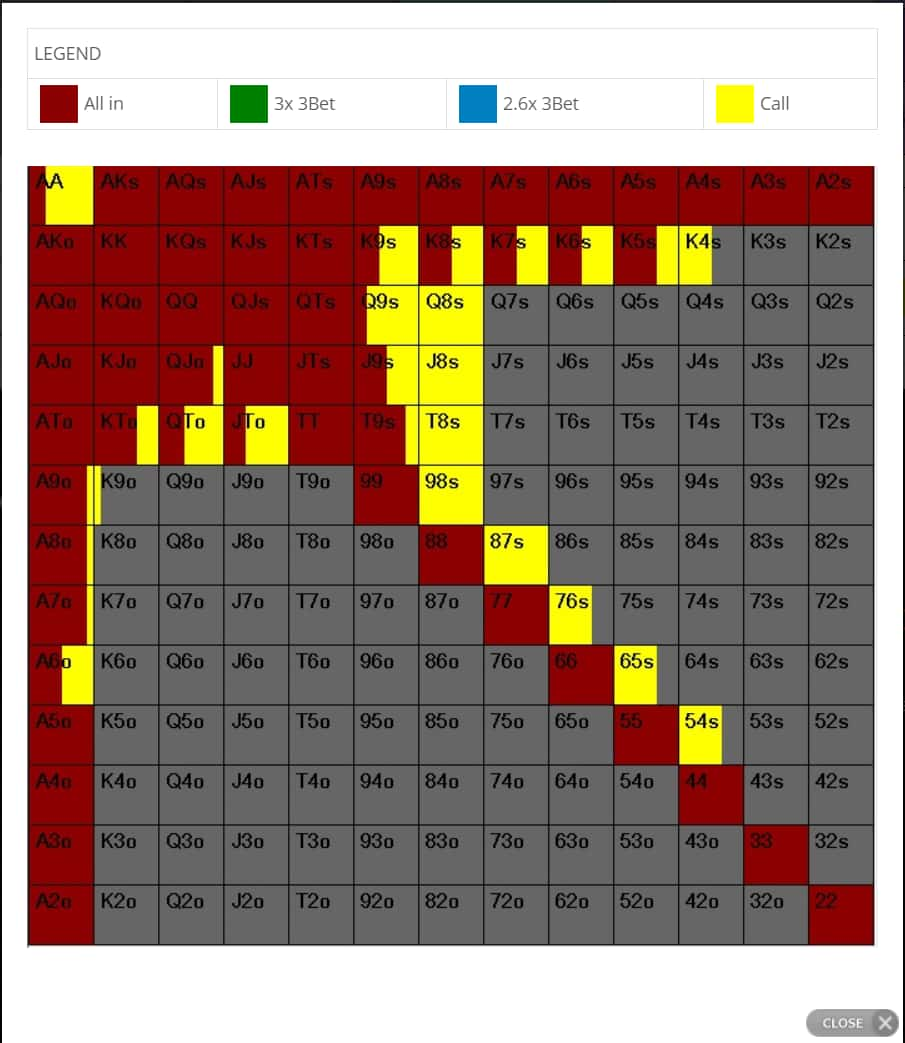 LEGEND
All in 3x 3Bet 2.6x 3Bet Call
AA AKs AQs AJs ATs A9s A8s A7s A6s A5s A4s A3s A2s
AKo KK KQs KJs KTs K9s K8s K7s K6s K5s K4s K3s K2s
AQo KQo QQ QJs QTs Q9s Q8s Q7s Q6s Q5s Q4s Q3s Q2s
AJo KJo QJo JJ JTs J9s J8s J7s J6s J5s J4s J3s J2s
ATo KTo QTo JTo TT T9s T8s T7s T6s T5s T4s T3s T2s
A9o K9o Q9o J9o T9o 99 98s 97s 96s 95s 94s 93s 92s
A8o K8o Q8o J8o T8o 98o 88 87s 86s 85s 84s 83s 82s
A7o K7o Q7o J7o T7o 97o 87o 77 76s 75s 74s 73s 72s
A6o K6o Q6o J6o T6o 96o 86o 76o 66 65s 64s 63s 62s
A5o K5o Q5o J5o T5o 95o 85o 75o 65o 55 54s 53s 52s
A4o K4o Q4o J4o T4o 94o 84o 74o 64o 54o 44 43s 42s
A3o K3o Q3o J3o T3o 93o 83o 73o 63o 53o 43o 33 32s
A2o K2o Q2o J2o T2o 92o 82o 72o 62o 52o 42o 32o 22
CLOSE